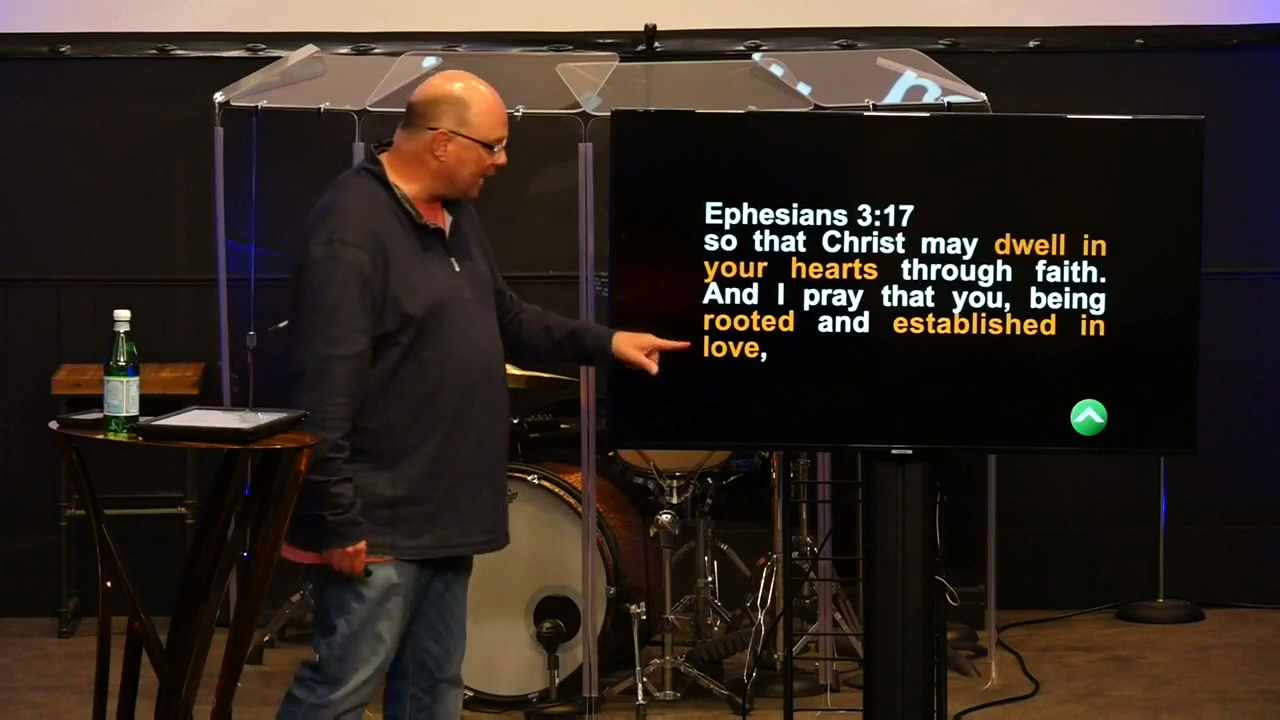 Ephesians 3:17
so that Christ may dwell in
your hearts through faith.
And I pray that you, being
rooted and established in
love,